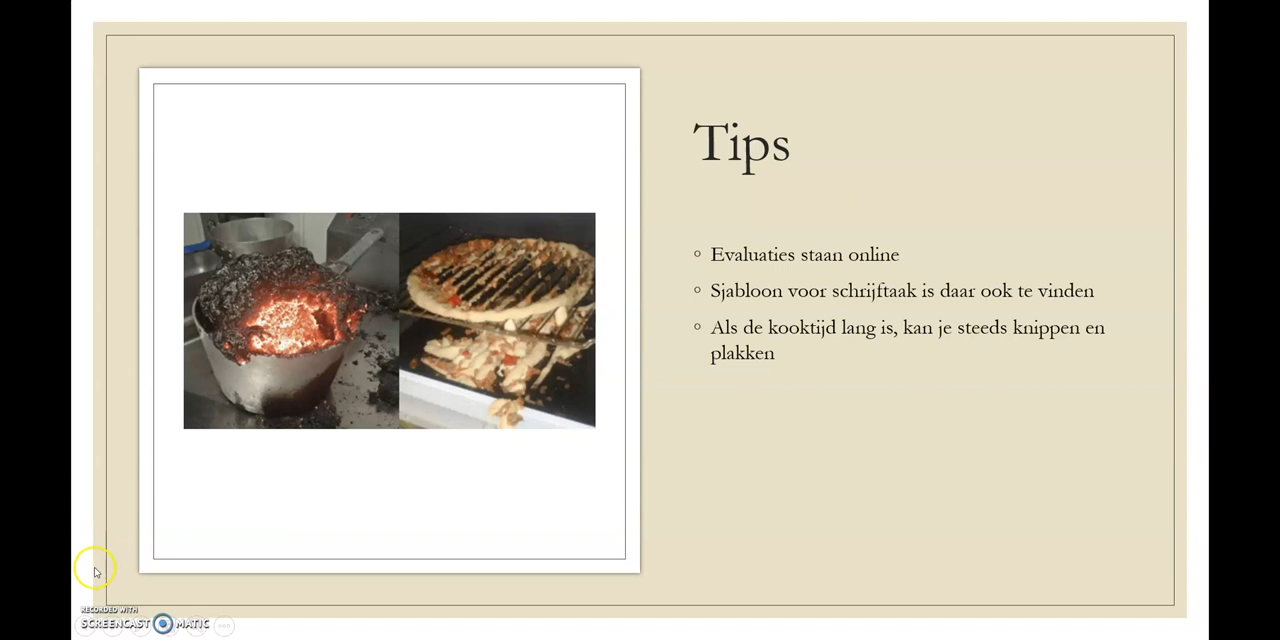 Tips
Evaluaties staan online
Sjabloon voor schrijftaak is daar ook te vinden
Als de kooktijd lang is, kan je steeds knippen en
plakken
RECORDED WITH
SCREENCAST MATIC